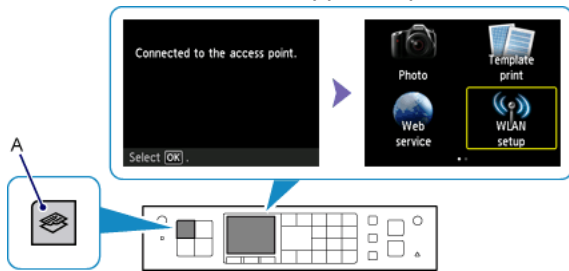 Connected to the access point.
Select OK .
Photo
Template
print
Web
service
WLAN
setup
A